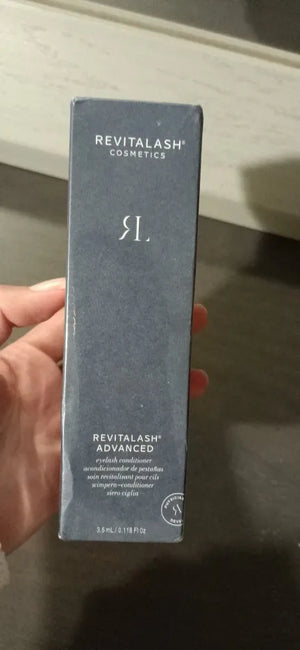 REVITALASH®
COSMETICS
RL
REVITALASH®
ADVANCED
eyelash conditioner
acondicionador de pestañas
soin revitalisant pour cils
wimpern-conditioner
siero ciglia
3.5 mL/0.118 Fl Oz